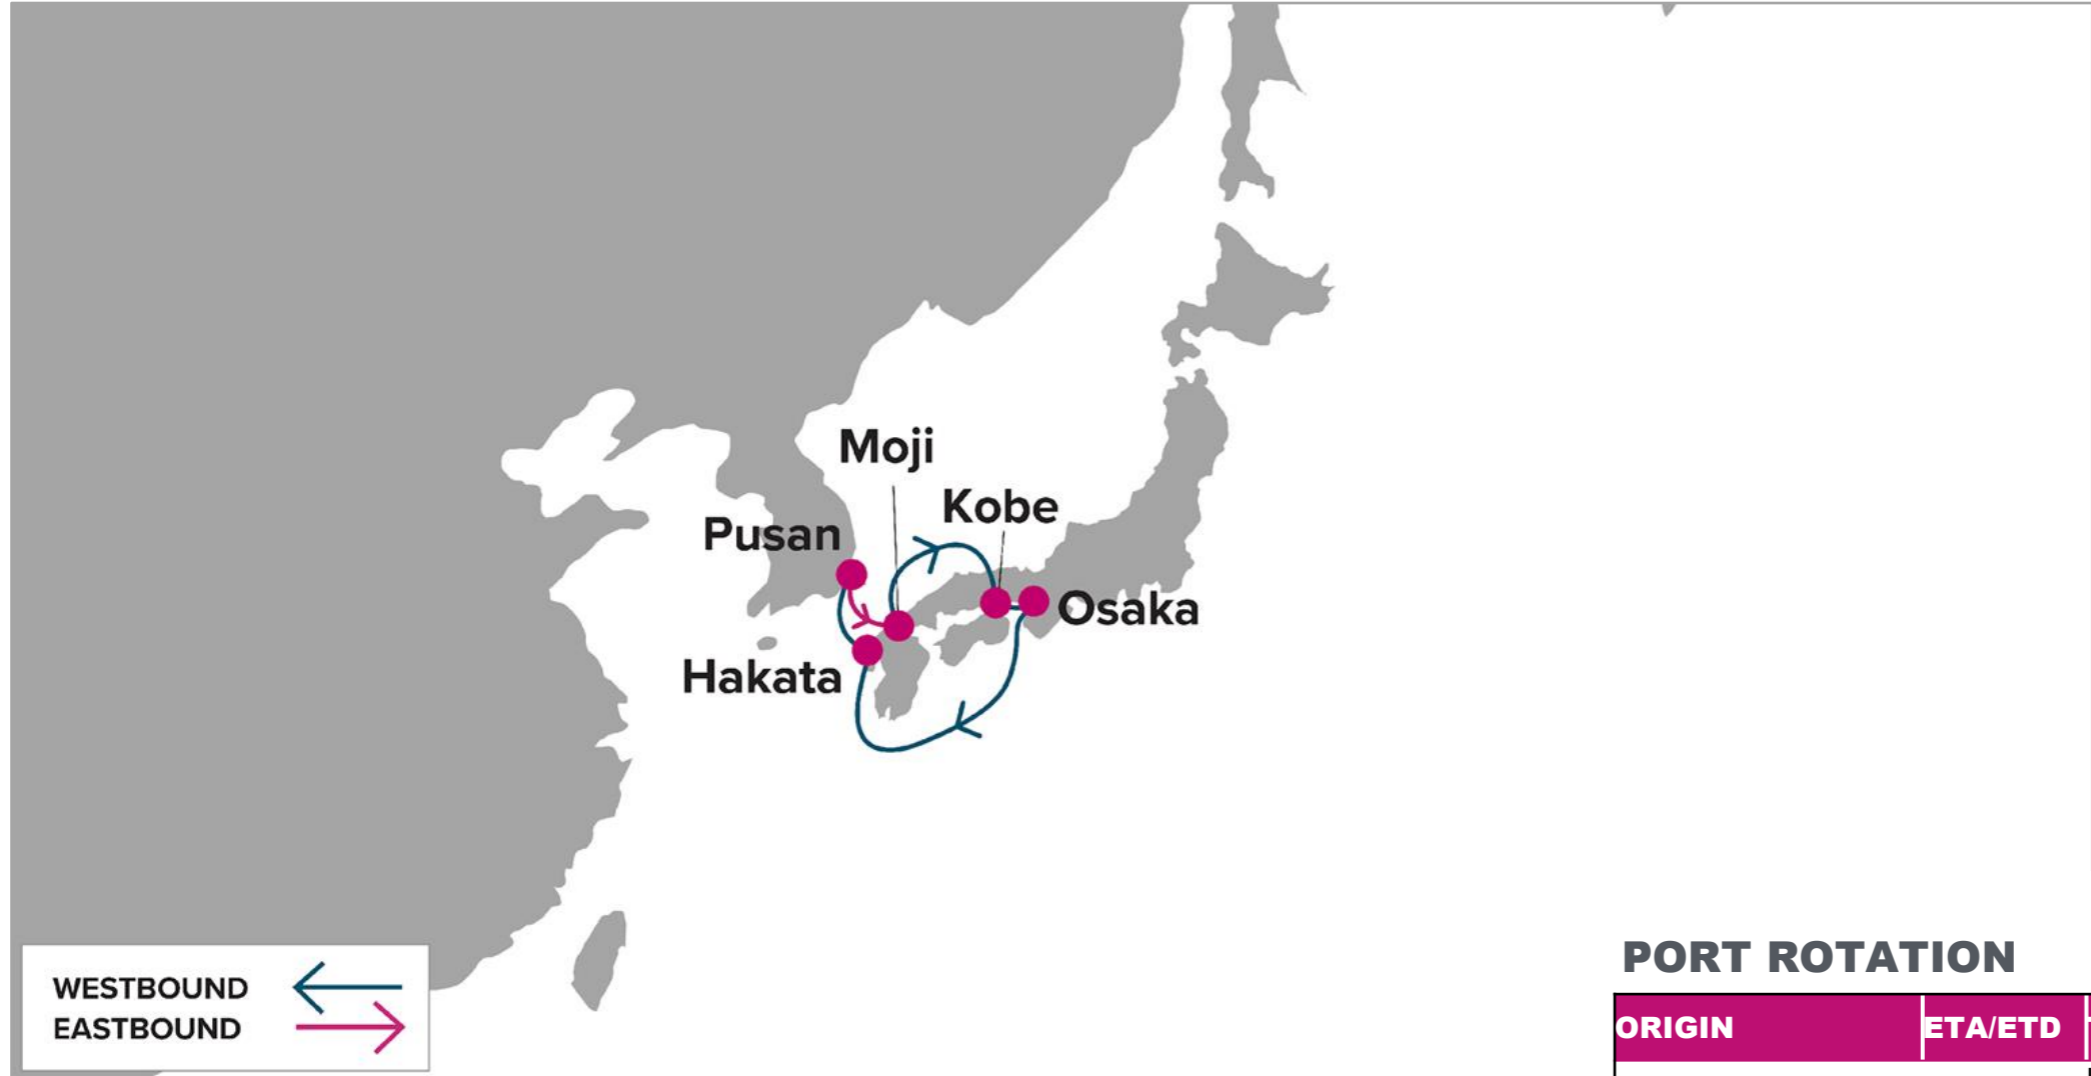 Moji
Kobe
Pusan
Osaka
Hakata
WESTBOUND
EASTBOUND
PORT ROTATION
ORIGIN ETA/ETD